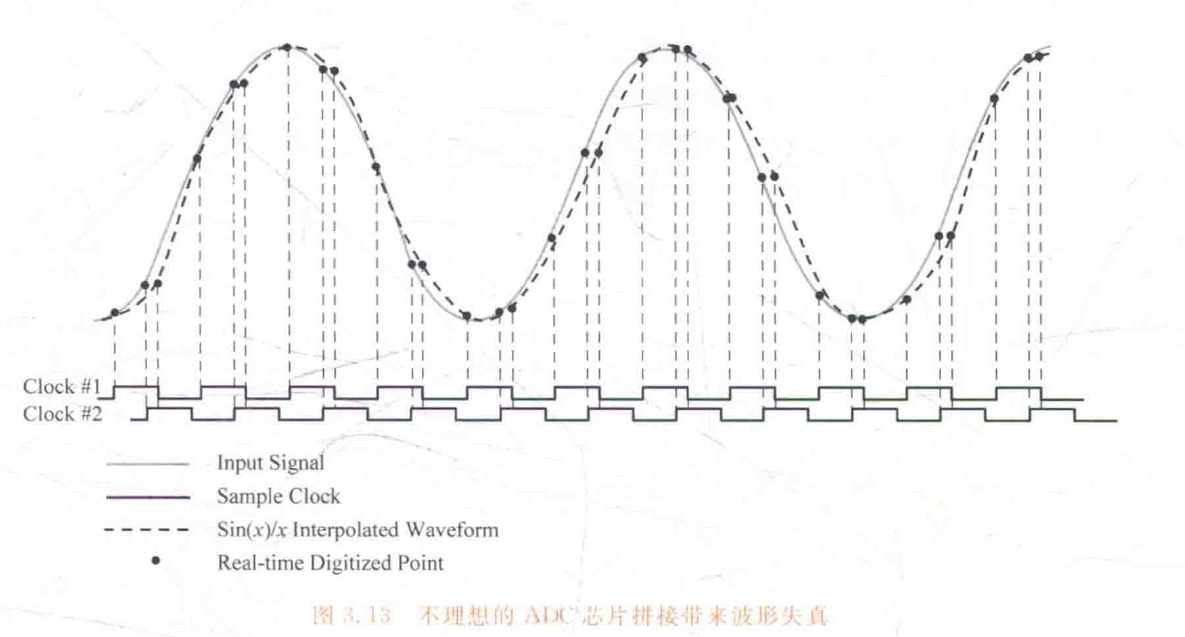 Clock #1
Clock #2
Input Signal
Sample Clock
Sin(x)/x Interpolated Waveform
Real-time Digitized Point
图 3.13 不理想的 ADC 芯片拼接带来波形失真